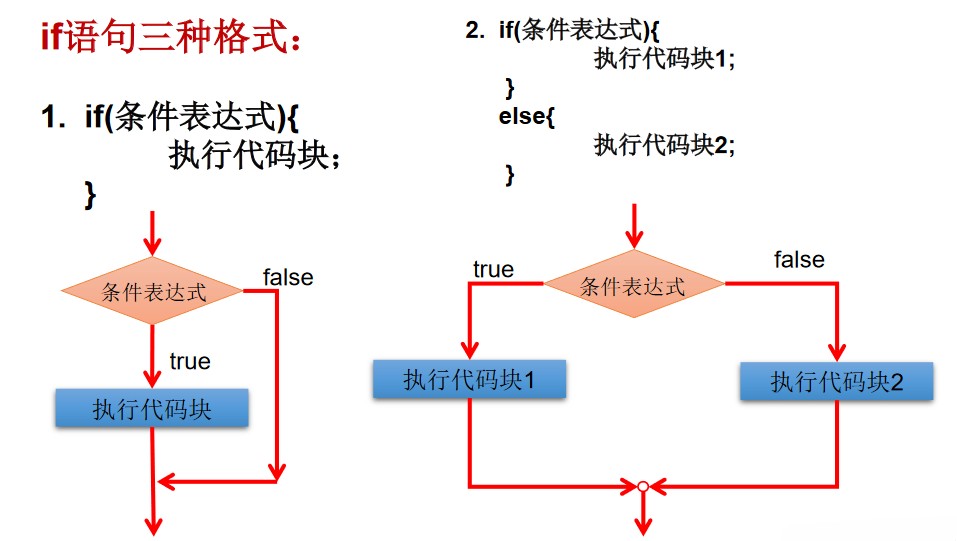 if语句三种格式：
1. if(条件表达式){
执行代码块；
}
条件表达式
false
true
执行代码块
2. if(条件表达式){
执行代码块1;
}
else{
执行代码块2;
}
true
条件表达式
false
执行代码块1
执行代码块2